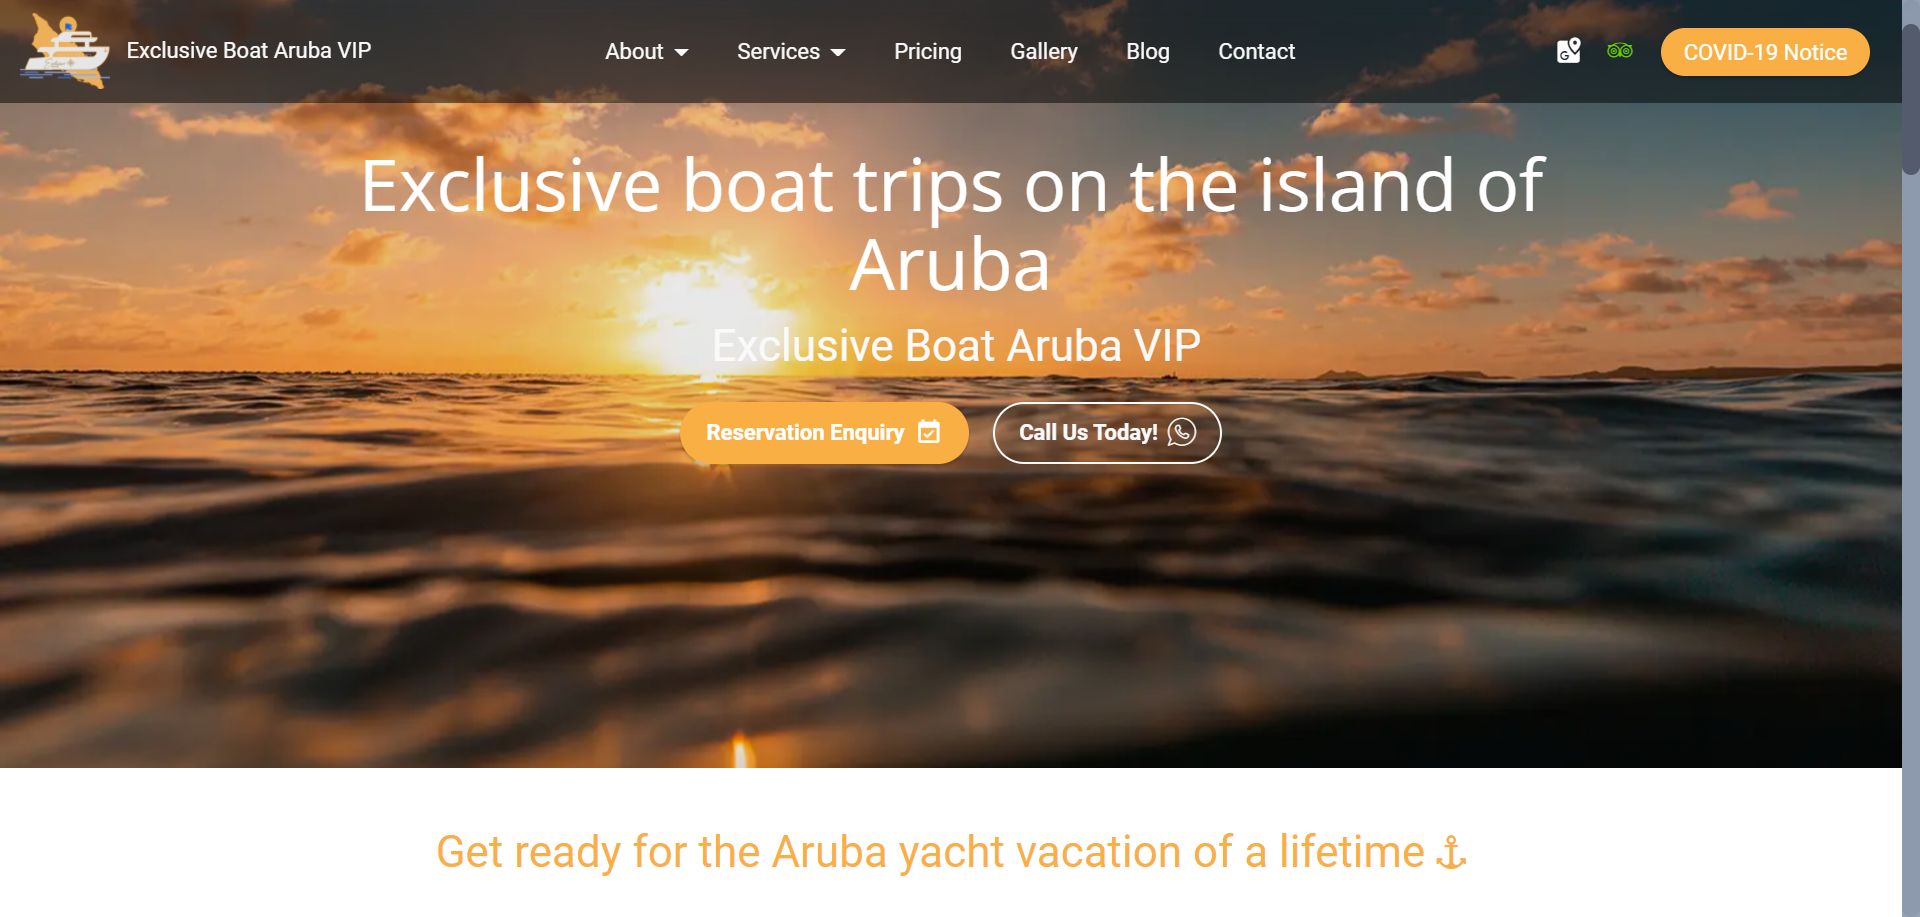 Exclusive Boat Aruba VIP
About
Services
Pricing
Gallery
Blog
Contact
COVID-19 Notice
Exclusive boat trips on the island of
Aruba
Exclusive Boat Aruba VIP
Reservation Enquiry
Call Us Today!
Get ready for the Aruba yacht vacation of a lifetime